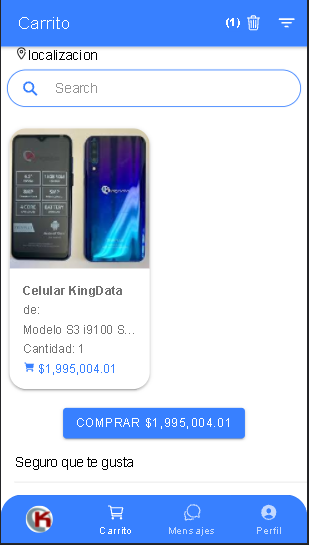 Carrito
(1)
localizacion
Search
Celular KingData
de:
Modelo S3 i9100 S...
Cantidad: 1
$1,995,004.01
COMPRAR $1,995,004.01
Seguro que te gusta
K
Carrito
Mensajes
Perfil